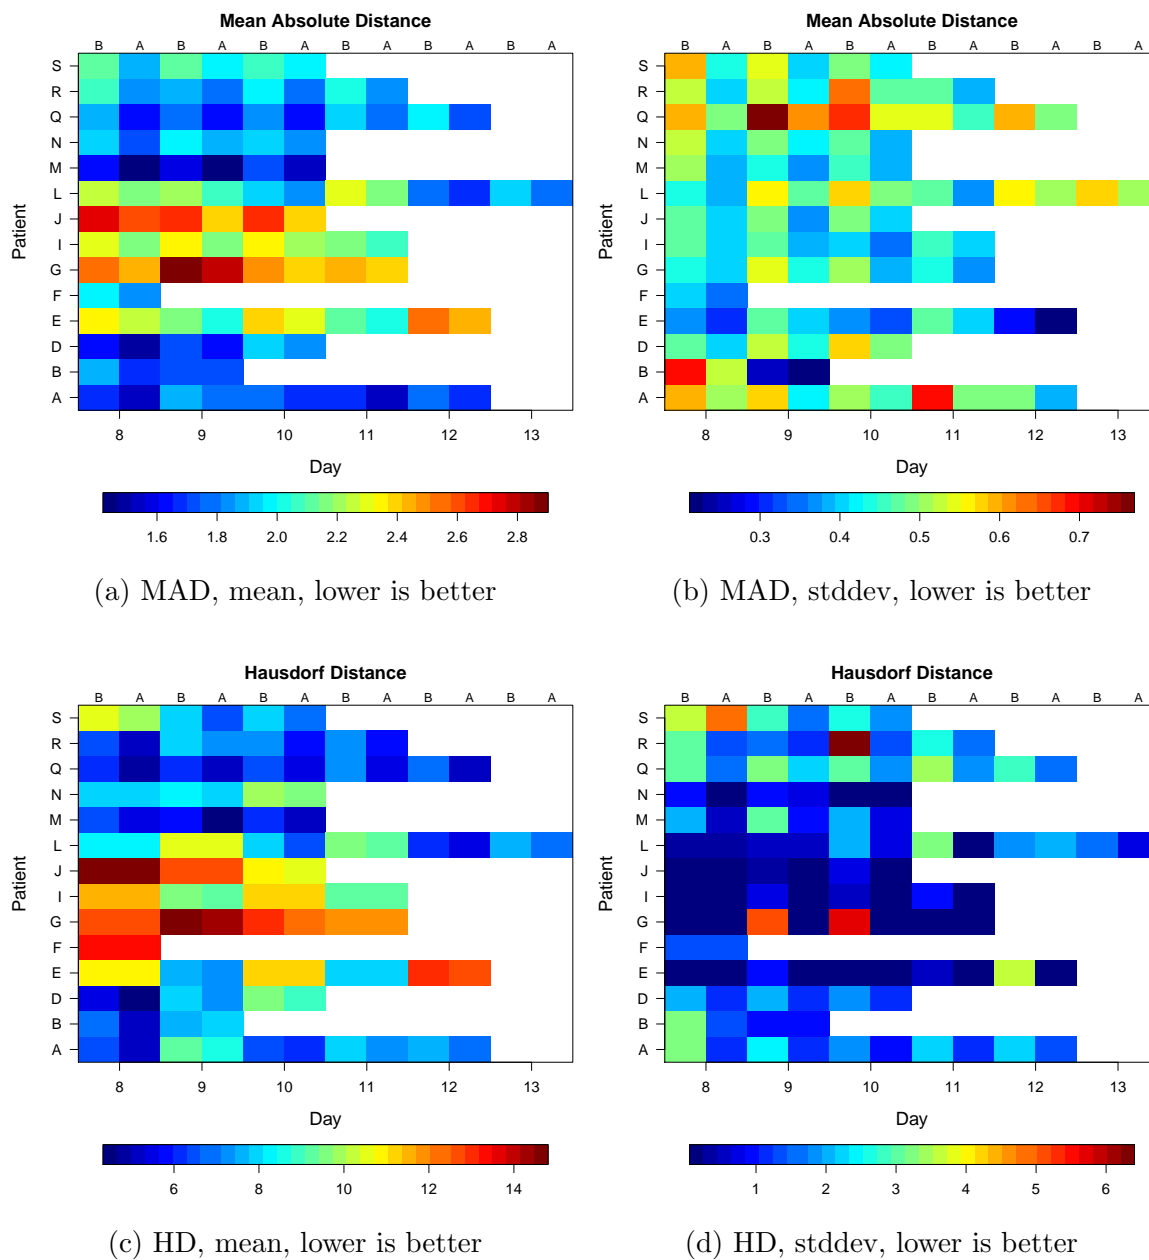 Mean Absolute Distance
B A B A B A B A B A B A
S
R
Q
N
M
L
J
I
G
F
E
D
B
A
Patient
8 9 10 11 12 13
Day
1.6 1.8 2.0 2.2 2.4 2.6 2.8
(a) MAD, mean, lower is better
Mean Absolute Distance
B A B A B A B A B A B A
S
R
Q
N
M
L
J
I
G
F
E
D
B
A
Patient
8 9 10 11 12 13
Day
0.3 0.4 0.5 0.6 0.7
(b) MAD, stddev, lower is better
Hausdorf Distance
B A B A B A B A B A B A
S
R
Q
N
M
L
J
I
G
F
E
D
B
A
Patient
8 9 10 11 12 13
Day
6 8 10 12 14
(c) HD, mean, lower is better
Hausdorf Distance
B A B A B A B A B A B A
S
R
Q
N
M
L
J
I
G
F
E
D
B
A
Patient
8 9 10 11 12 13
Day
1 2 3 4 5 6
(d) HD, stddev, lower is better